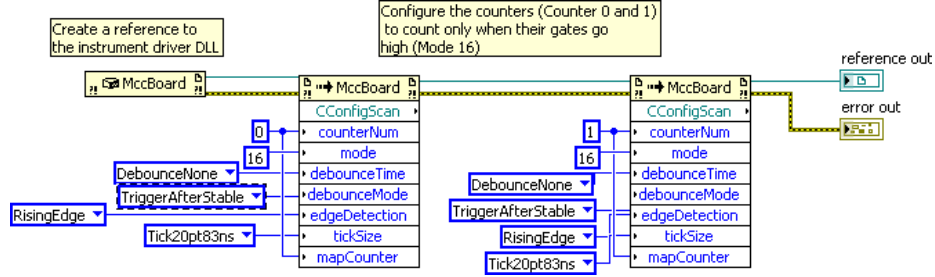 Create a reference to
the instrument driver DLL
Configure the counters (Counter 0 and 1)
to count only when their gates go
high (Mode 16)
reference out
error out
MccBoard
MccBoard
CConfigScan
counterNum
mode
debounceTime
debounceMode
edgeDetection
tickSize
mapCounter
0
16
DebounceNone
TriggerAfterStable
RisingEdge
Tick20pt83ns
MccBoard
CConfigScan
counterNum
mode
debounceTime
debounceMode
edgeDetection
tickSize
mapCounter
1
16
DebounceNone
TriggerAfterStable
RisingEdge
Tick20pt83ns